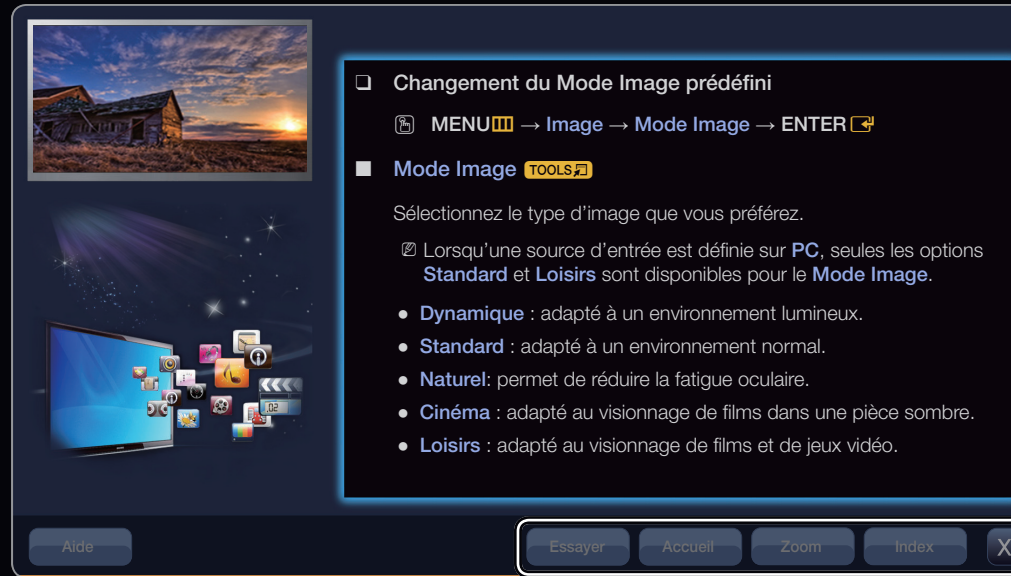 ❏ Changement du Mode Image prédéfini
MENU → Image → Mode Image → ENTER
■ Mode Image TOOLS
Sélectionnez le type d’image que vous préférez.
Lorsqu’une source d’entrée est définie sur PC, seules les options
Standard et Loisirs sont disponibles pour le Mode Image.
● Dynamique : adapté à un environnement lumineux.
● Standard : adapté à un environnement normal.
● Naturel: permet de réduire la fatigue oculaire.
● Cinéma : adapté au visionnage de films dans une pièce sombre.
● Loisirs : adapté au visionnage de films et de jeux vidéo.
Aide Essayer Accueil Zoom Index X